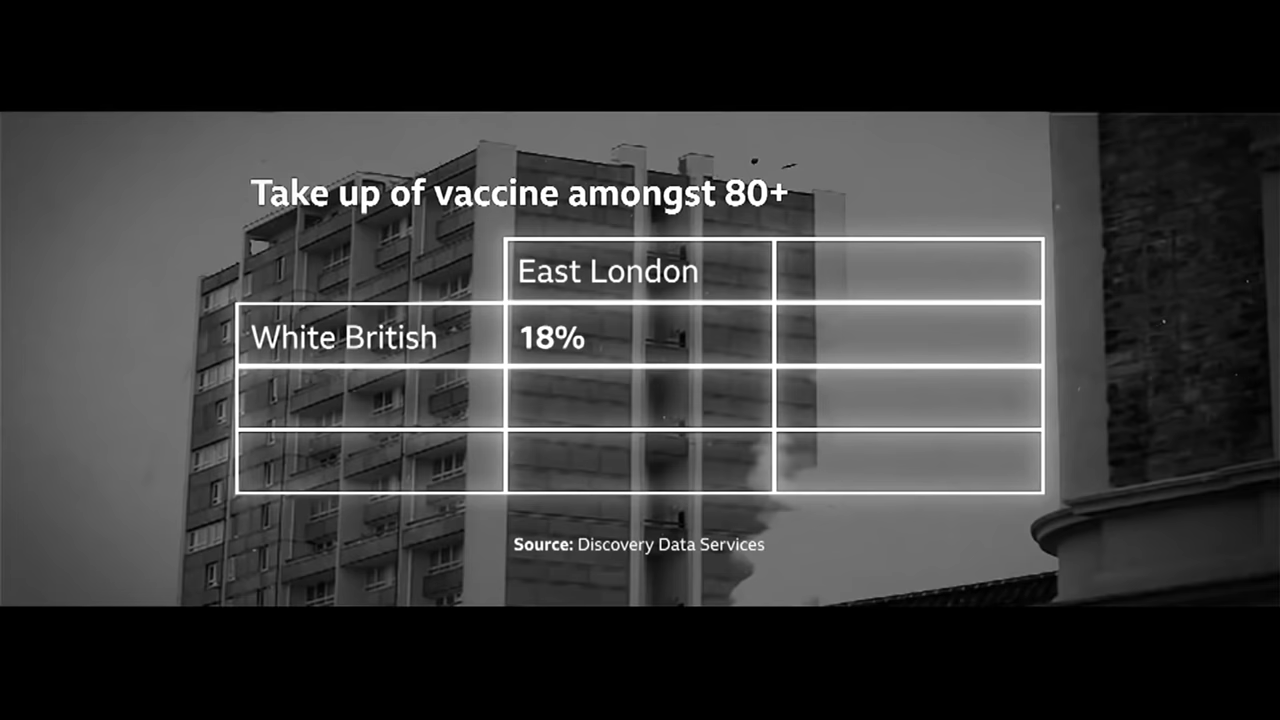 Take up of vaccine amongst 80+
East London
White British 18%
Source: Discovery Data Services